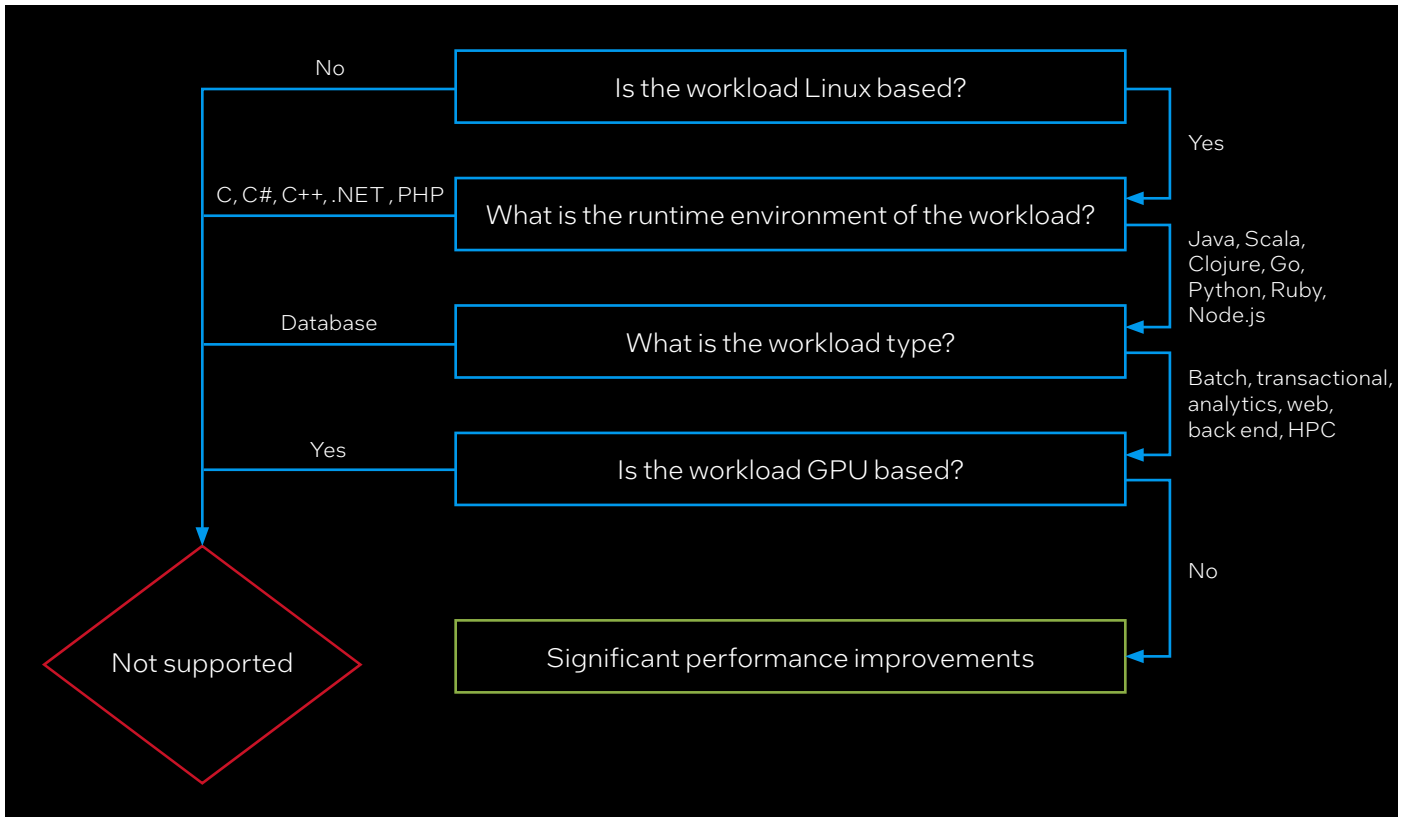 No
Is the workload Linux based?
Yes
C, C#, C++, .NET , PHP
What is the runtime environment of the workload?
Java, Scala,
Clojure, Go,
Python, Ruby,
Node.js
Database
What is the workload type?
Batch, transactional,
analytics, web,
back end, HPC
Yes
Is the workload GPU based?
No
Not supported
Significant performance improvements